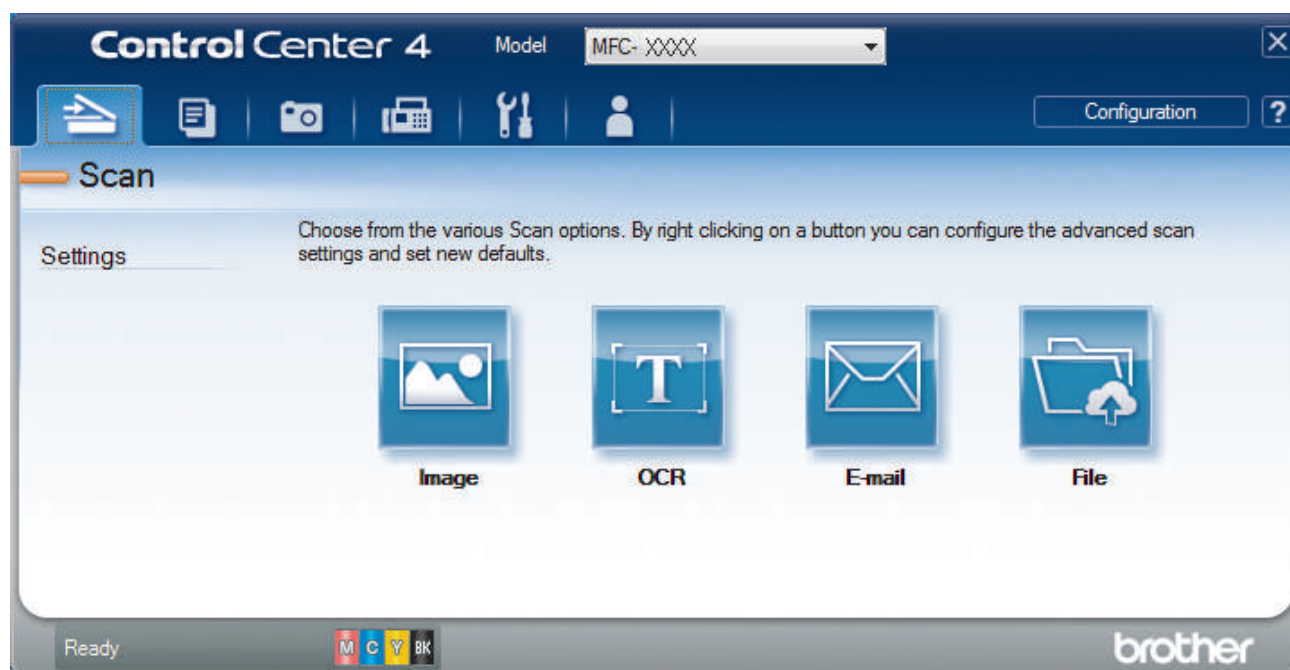 ControlCenter 4
Model
MFC- XXXX
Configuration
?
Scan
Settings
Choose from the various Scan options. By right clicking on a button you can configure the advanced scan
settings and set new defaults.
T
Image
OCR
E-mail
File
Ready
M C Y BK
brother